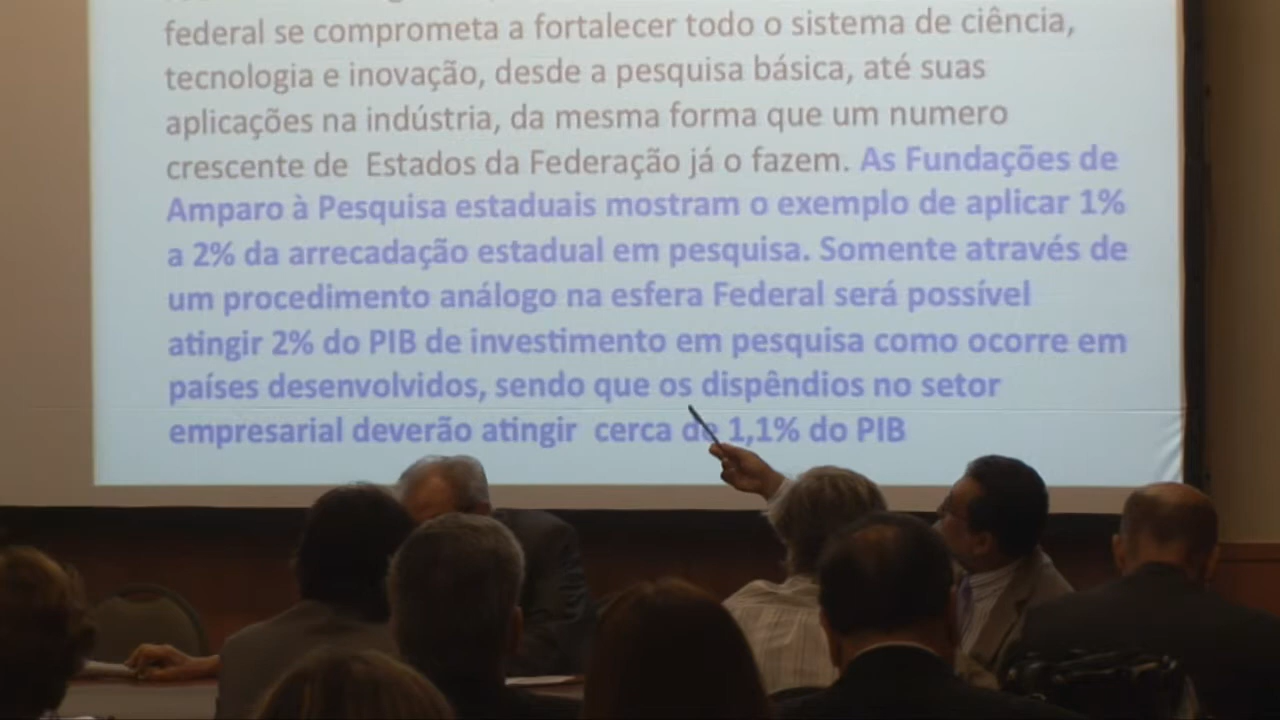 federal se comprometa a fortalecer todo o sistema de ciência,
tecnologia e inovação, desde a pesquisa básica, até suas
aplicações na indústria, da mesma forma que um numero
crescente de Estados da Federação já o fazem. As Fundações de
Amparo à Pesquisa estaduais mostram o exemplo de aplicar 1%
a 2% da arrecadação estadual em pesquisa. Somente através de
um procedimento análogo na esfera Federal será possível
atingir 2% do PIB de investimento em pesquisa como ocorre em
países desenvolvidos, sendo que os dispêndios no setor
empresarial deverão atingir cerca de 1,1% do PIB